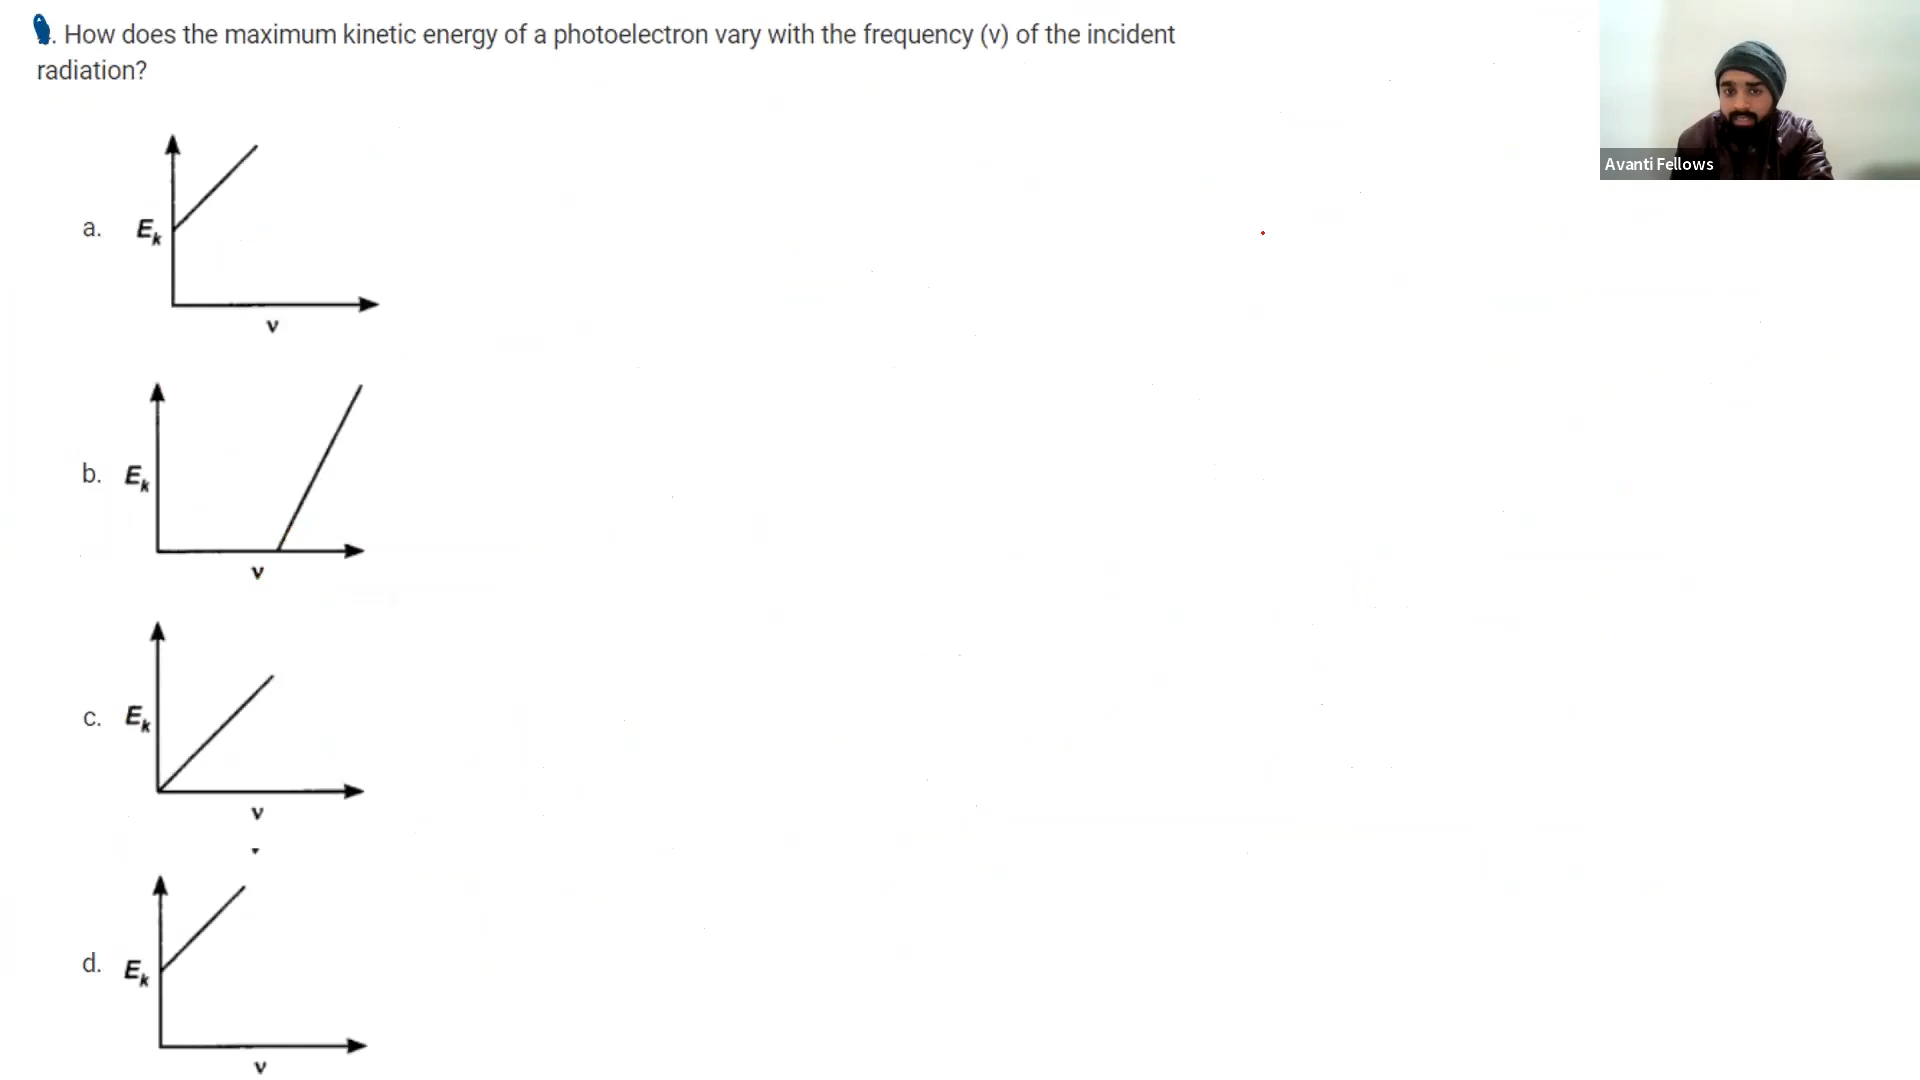 . How does the maximum kinetic energy of a photoelectron vary with the frequency (v) of the incident
radiation?
Avanti Fellows
a. Ek
ν
b. Ek
ν
c. Ek
ν
d. Ek
ν